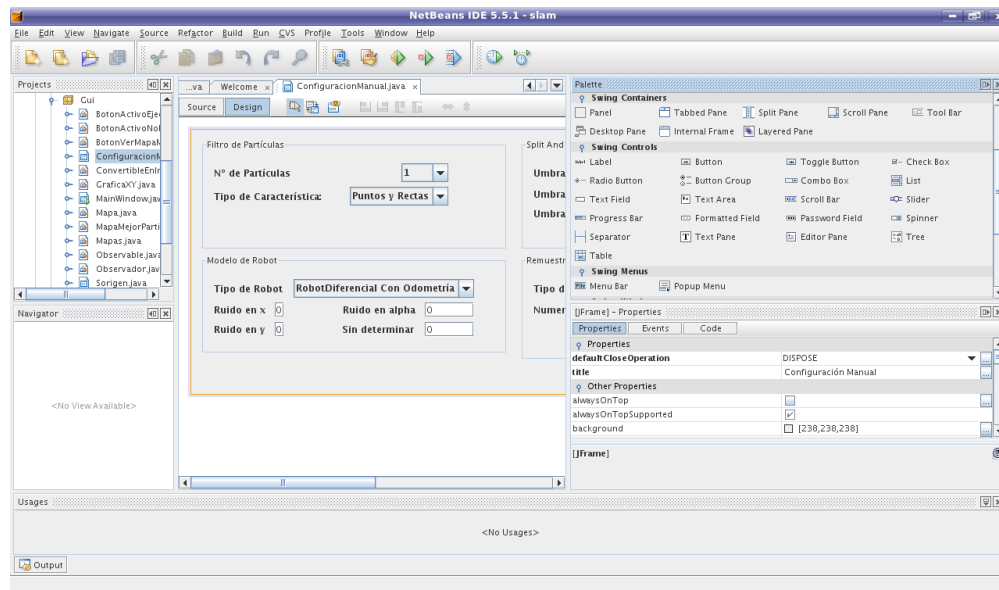 NetBeans IDE 5.5.1 - slam
File Edit View Navigate Source Refactor Build Run CVS Profile Tools Window Help
Projects
Gui
BotonActivoEje
BotonActivoNo
BotonVerMapa
Configuracion
ConvertibleEnIr
GraficaXY.java
MainWindow.jav
Mapa.java
MapaMejorParti
Mapas.java
Observable.java
Observador.jav
Sorigen.java
Navigator
<No View Available>
...va Welcome x ConfiguracionManual.java x
Source Design
Filtro de Partículas
N° de Partículas 1
Tipo de Característica: Puntos y Rectas
Modelo de Robot
Tipo de Robot RobotDiferencial Con Odometría
Ruido en x 0 Ruido en alpha 0
Ruido en y 0 Sin determinar 0
Split And
Umbra
Umbra
Umbra
Remuestr
Tipo d
Numer
Palette
Swing Containers
Panel Tabbed Pane Split Pane Scroll Pane Tool Bar
Desktop Pane Internal Frame Layered Pane
Swing Controls
Label Button Toggle Button Check Box
Radio Button Button Group Combo Box List
Text Field Text Area Scroll Bar Slider
Progress Bar Formatted Field Password Field Spinner
Separator Text Pane Editor Pane Tree
Table
Swing Menus
Menu Bar Popup Menu
[JFrame] - Properties
Properties Events Code
Properties
defaultCloseOperation DISPOSE
title Configuración Manual
Other Properties
alwaysOnTop
alwaysOnTopSupported
background [238,238,238]
[JFrame]
Usages
<No Usages>
Output